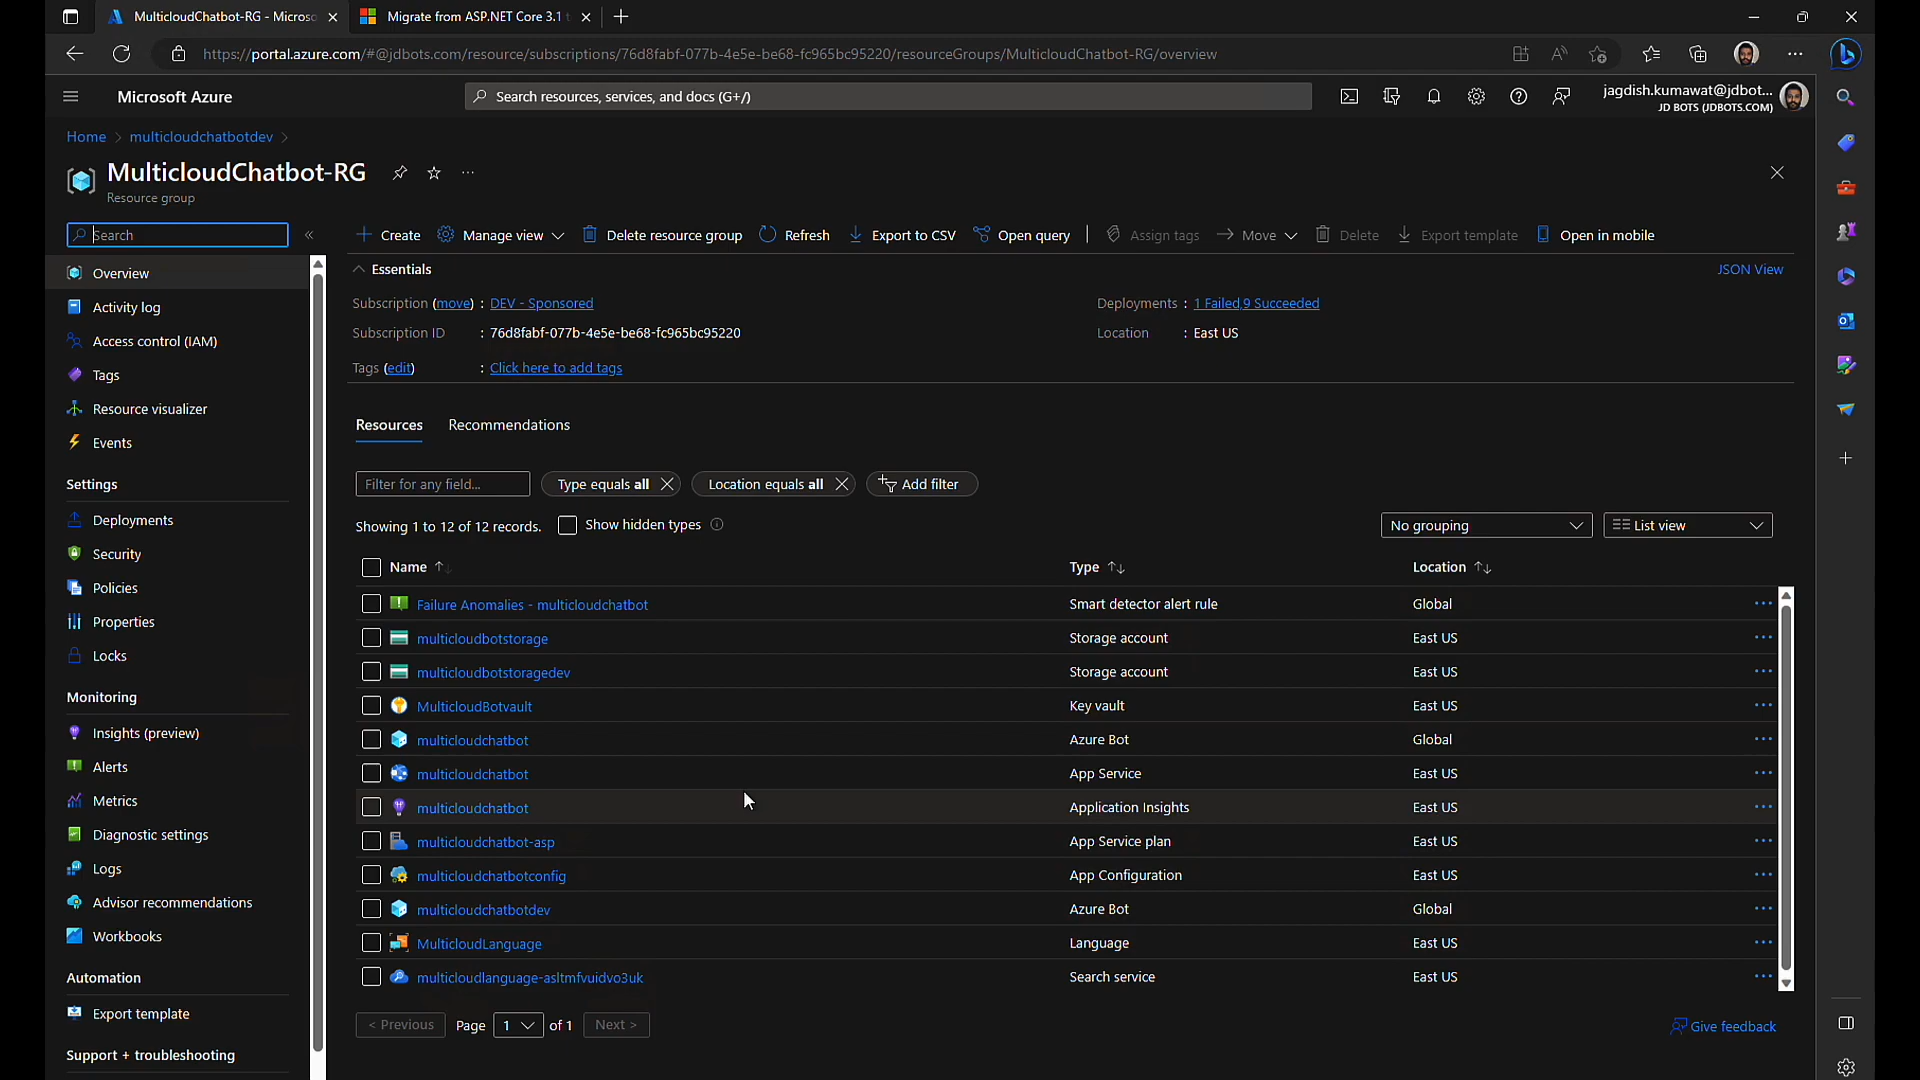 MulticloudChatbot-RG - Microso
Migrate from ASP.NET Core 3.1 t
https://portal.azure.com/#@jdbots.com/resource/subscriptions/76d8fabf-077b-4e5e-be68-fc965bc95220/resourceGroups/MulticloudChatbot-RG/overview
Microsoft Azure
Search resources, services, and docs (G+/)
jagdish.kumawat@jdbot...
JD BOTS (JDBOTS.COM)
Home > multicloudchatbotdev >
MulticloudChatbot-RG
Resource group
Search
Create Manage view Delete resource group Refresh Export to CSV Open query Assign tags Move Delete Export template Open in mobile
Overview
Activity log
Access control (IAM)
Tags
Resource visualizer
Events
Settings
Deployments
Security
Policies
Properties
Locks
Monitoring
Insights (preview)
Alerts
Metrics
Diagnostic settings
Logs
Advisor recommendations
Workbooks
Automation
Export template
Support + troubleshooting
Essentials
JSON View
Subscription (move) : DEV - Sponsored
Subscription ID : 76d8fabf-077b-4e5e-be68-fc965bc95220
Tags (edit) : Click here to add tags
Deployments : 1 Failed,9 Succeeded
Location : East US
Resources Recommendations
Filter for any field... Type equals all Location equals all Add filter
Showing 1 to 12 of 12 records. Show hidden types No grouping List view
Name Type Location
Failure Anomalies - multicloudchatbot Smart detector alert rule Global
multicloudbotstorage Storage account East US
multicloudbotstoragedev Storage account East US
MulticloudBotvault Key vault East US
multicloudchatbot Azure Bot Global
multicloudchatbot App Service East US
multicloudchatbot Application Insights East US
multicloudchatbot-asp App Service plan East US
multicloudchatbotconfig App Configuration East US
multicloudchatbotdev Azure Bot Global
MulticloudLanguage Language East US
multicloudlanguage-asltmfvuidvo3uk Search service East US
< Previous Page 1 of 1 Next >
Give feedback